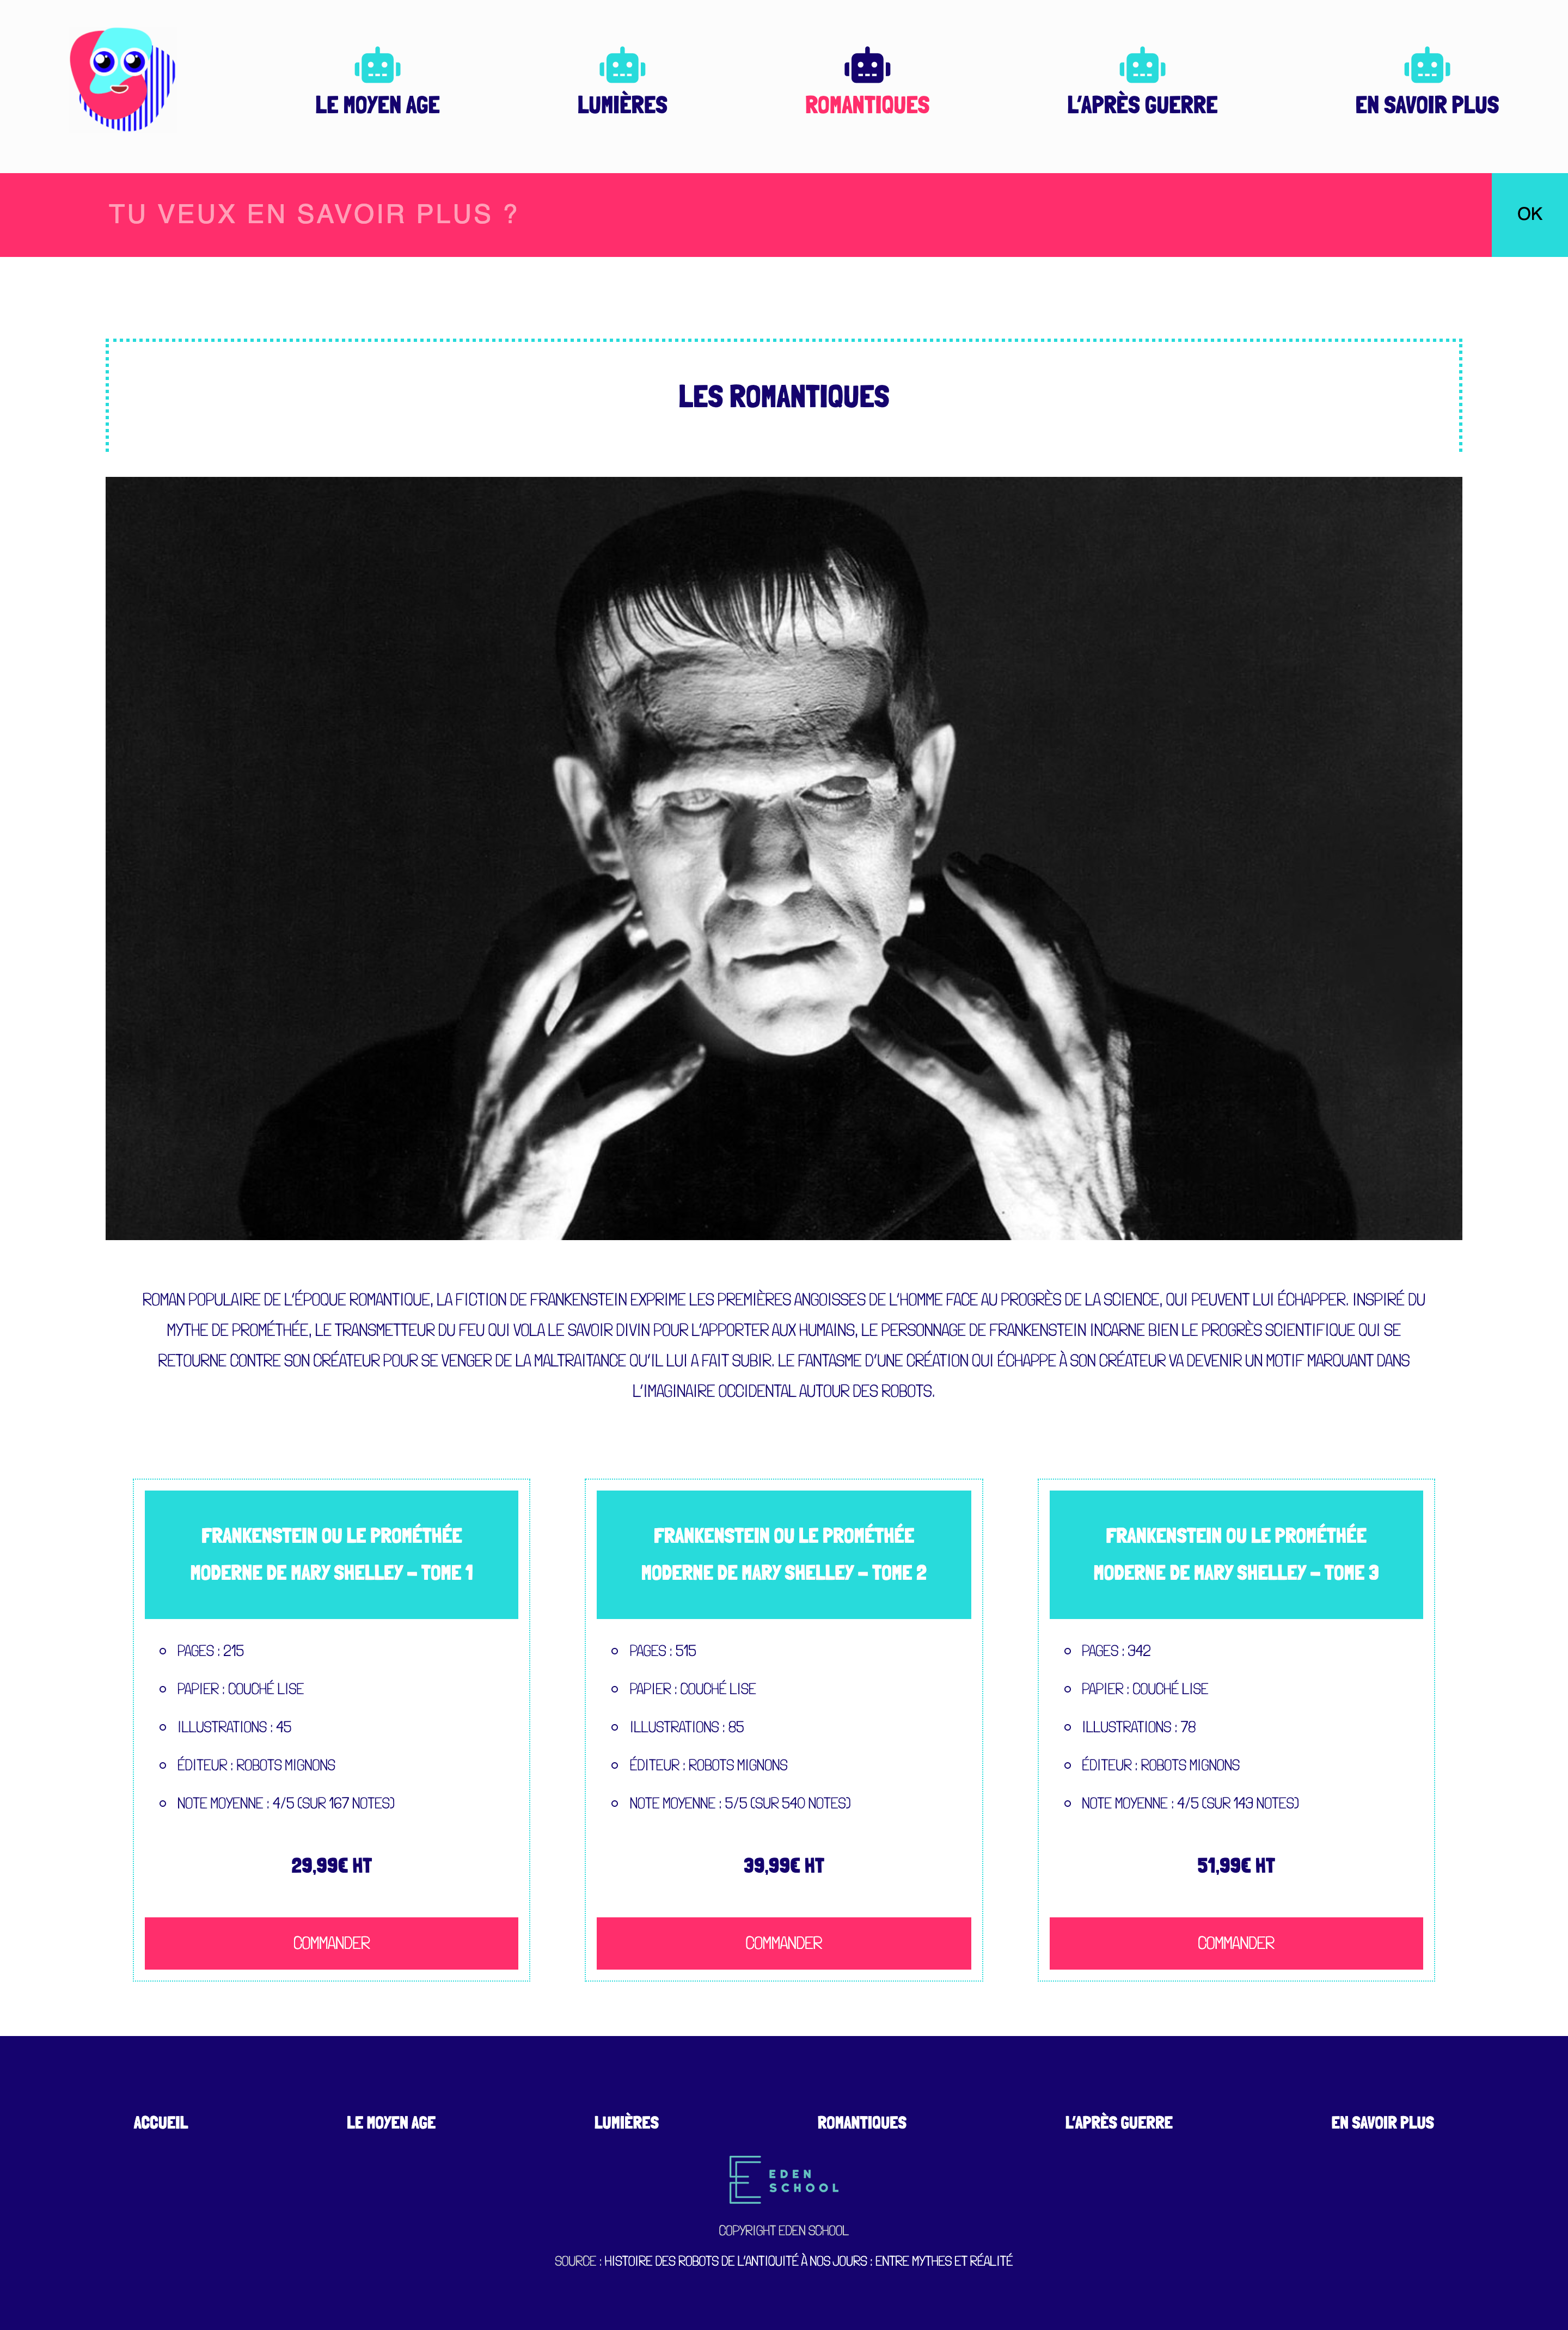 LE MOYEN AGE
LUMIÈRES
ROMANTIQUES
L'APRÈS GUERRE
EN SAVOIR PLUS
TU VEUX EN SAVOIR PLUS ?
OK
LES ROMANTIQUES
ROMAN POPULAIRE DE L'ÉPOQUE ROMANTIQUE, LA FICTION DE FRANKENSTEIN EXPRIME LES PREMIÈRES ANGOISSES DE L'HOMME FACE AU PROGRÈS DE LA SCIENCE, QUI PEUVENT LUI ÉCHAPPER. INSPIRÉ DU
MYTHE DE PROMÉTHÉE, LE TRANSMETTEUR DU FEU QUI VOLA LE SAVOIR DIVIN POUR L'APPORTER AUX HUMAINS, LE PERSONNAGE DE FRANKENSTEIN INCARNE BIEN LE PROGRÈS SCIENTIFIQUE QUI SE
RETOURNE CONTRE SON CRÉATEUR POUR SE VENGER DE LA MALTRAITANCE QU'IL LUI A FAIT SUBIR. LE FANTASME D'UNE CRÉATION QUI ÉCHAPPE À SON CRÉATEUR VA DEVENIR UN MOTIF MARQUANT DANS
L'IMAGINAIRE OCCIDENTAL AUTOUR DES ROBOTS.
FRANKENSTEIN OU LE PROMÉTHÉE
MODERNE DE MARY SHELLEY – TOME 1
PAGES : 215
PAPIER : COUCHÉ LISE
ILLUSTRATIONS : 45
ÉDITEUR : ROBOTS MIGNONS
NOTE MOYENNE : 4/5 (SUR 167 NOTES)
29,99€ HT
COMMANDER
FRANKENSTEIN OU LE PROMÉTHÉE
MODERNE DE MARY SHELLEY – TOME 2
PAGES : 515
PAPIER : COUCHÉ LISE
ILLUSTRATIONS : 85
ÉDITEUR : ROBOTS MIGNONS
NOTE MOYENNE : 5/5 (SUR 540 NOTES)
39,99€ HT
COMMANDER
FRANKENSTEIN OU LE PROMÉTHÉE
MODERNE DE MARY SHELLEY – TOME 3
PAGES : 342
PAPIER : COUCHÉ LISE
ILLUSTRATIONS : 78
ÉDITEUR : ROBOTS MIGNONS
NOTE MOYENNE : 4/5 (SUR 143 NOTES)
51,99€ HT
COMMANDER
ACCUEIL
LE MOYEN AGE
LUMIÈRES
ROMANTIQUES
L'APRÈS GUERRE
EN SAVOIR PLUS
EDEN
SCHOOL
COPYRIGHT EDEN SCHOOL
SOURCE : HISTOIRE DES ROBOTS DE L'ANTIQUITÉ À NOS JOURS : ENTRE MYTHES ET RÉALITÉ